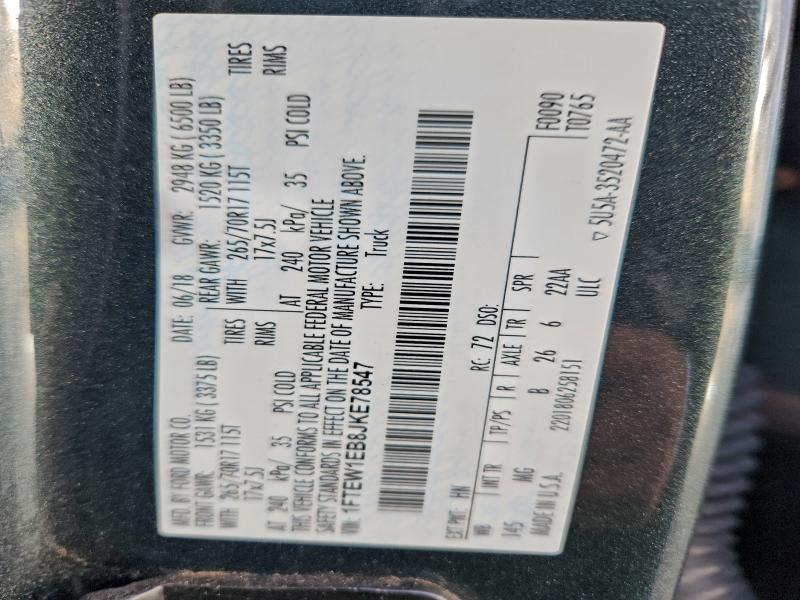 MFD. BY FORD MOTOR CO. DATE: 06/18 GVWR: 2948 KG ( 6500 LB)
FRONT GAWR: 1531 KG ( 3375 LB) REAR GAWR: 1520 KG ( 3350 LB)
WITH 265/70R17 115T TIRES WITH 265/70R17 115T TIRES
17x7.5J RIMS 17x7.5J RIMS
AT 240 kPa/ 35 PSI COLD AT 240 kPa/ 35 PSI COLD
THIS VEHICLE CONFORMS TO ALL APPLICABLE FEDERAL MOTOR VEHICLE
SAFETY STANDARDS IN EFFECT ON THE DATE OF MANUFACTURE SHOWN ABOVE.
VIN: 1FTEW1EB8JKE78547 TYPE: Truck
EXT PNT: HN RC: 72 DSO: F0090
WB INT TR TP/PS R AXLE TR SPR TT0765
145 MG B 26 6 22AA
MADE IN U.S.A. 2201806258151 ULC ▽ 5U5A-3520472-AA